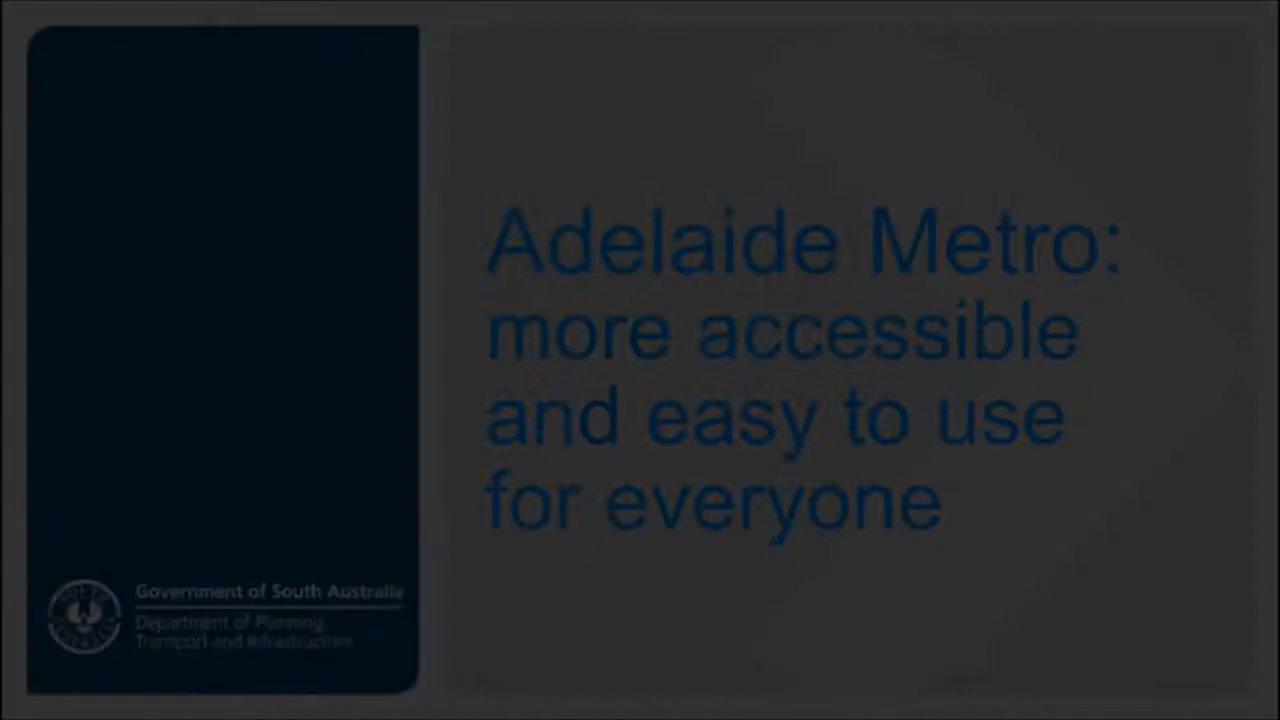 Adelaide Metro:
more accessible
and easy to use
for everyone
Government of South Australia
Department of Planning,
Transport and Infrastructure